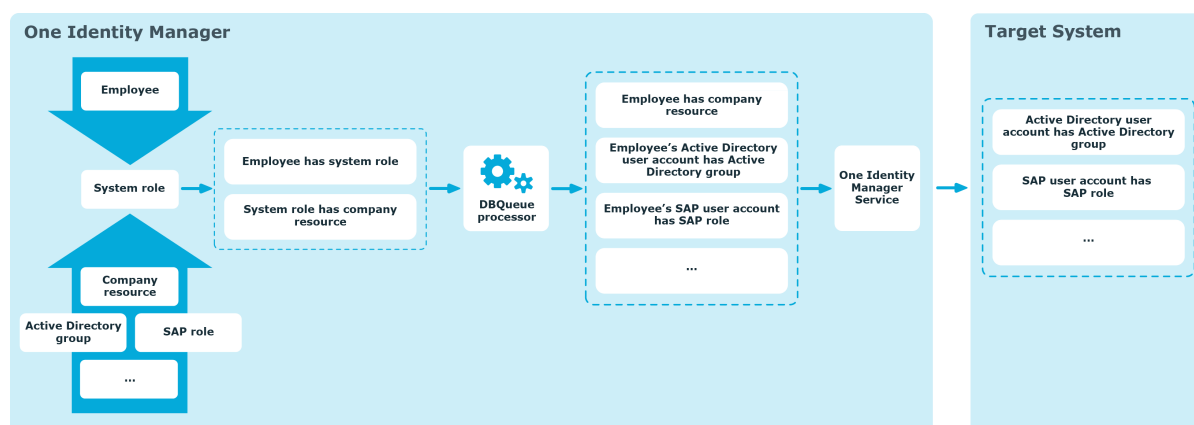 One Identity Manager
Employee
System role
Company
resource
Active Directory
group
SAP role
...
Employee has system role
System role has company
resource
DBQueue
processor
Employee has company
resource
Employee’s Active Directory
user account has Active
Directory group
Employee’s SAP user account
has SAP role
...
One Identity
Manager
Service
Target System
Active Directory user
account has Active Directory
group
SAP user account has
SAP role
...